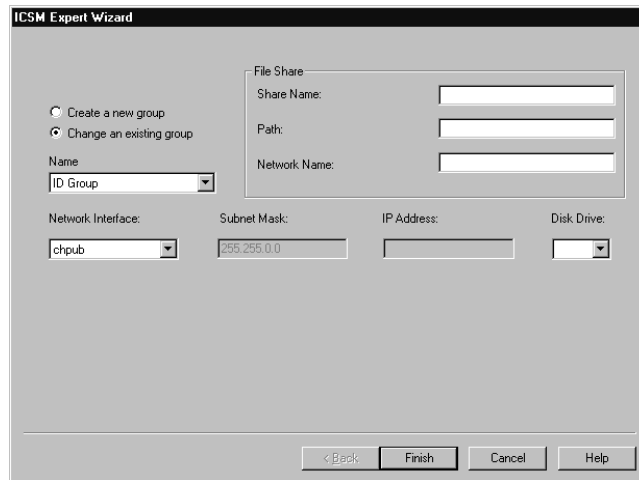 ICSM Expert Wizard
Create a new group
Change an existing group
Name
ID Group
File Share
Share Name:
Path:
Network Name:
Network Interface:
Subnet Mask:
IP Address:
Disk Drive:
chpub
255.255.0.0
< Back
Finish
Cancel
Help